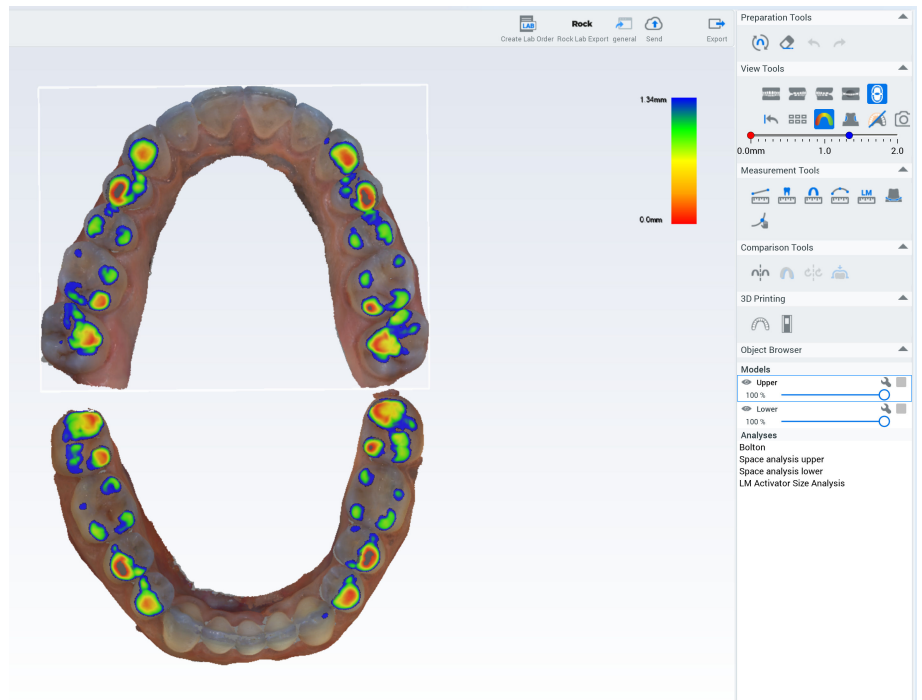 LAB
Rock
Create Lab Order
Rock Lab Export
general
Send
Export
1.34mm
0.0mm
Preparation Tools
View Tools
0.0mm
1.0
2.0
Measurement Tools
LM
Comparison Tools
3D Printing
Object Browser
Models
Upper
100 %
Lower
100 %
Analyses
Bolton
Space analysis upper
Space analysis lower
LM Activator Size Analysis